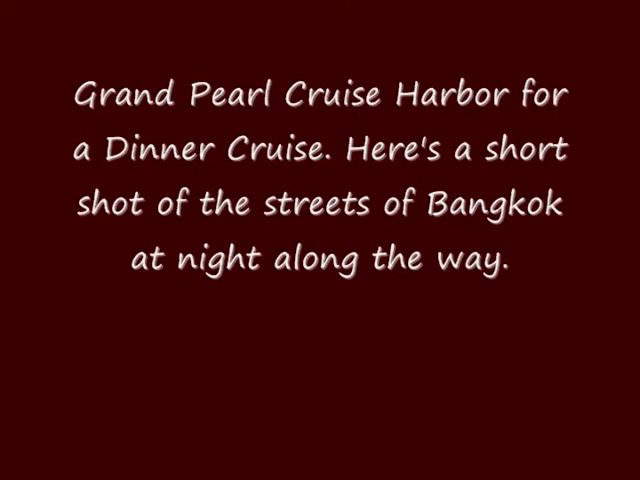 Grand Pearl Cruise Harbor for
a Dinner Cruise. Here's a short
shot of the streets of Bangkok
at night along the way.